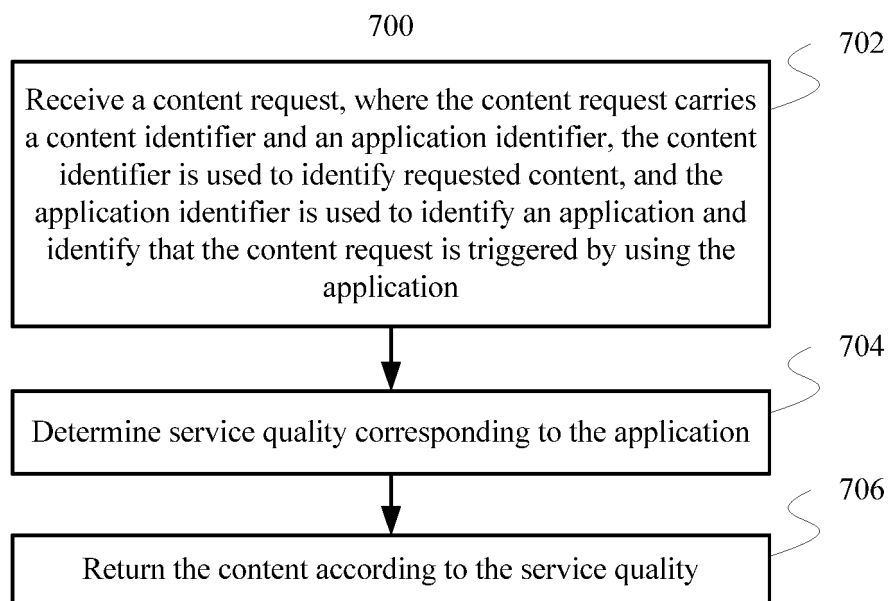 700
702
Receive a content request, where the content request carries
a content identifier and an application identifier, the content
identifier is used to identify requested content, and the
application identifier is used to identify an application and
identify that the content request is triggered by using the
application
704
Determine service quality corresponding to the application
706
Return the content according to the service quality